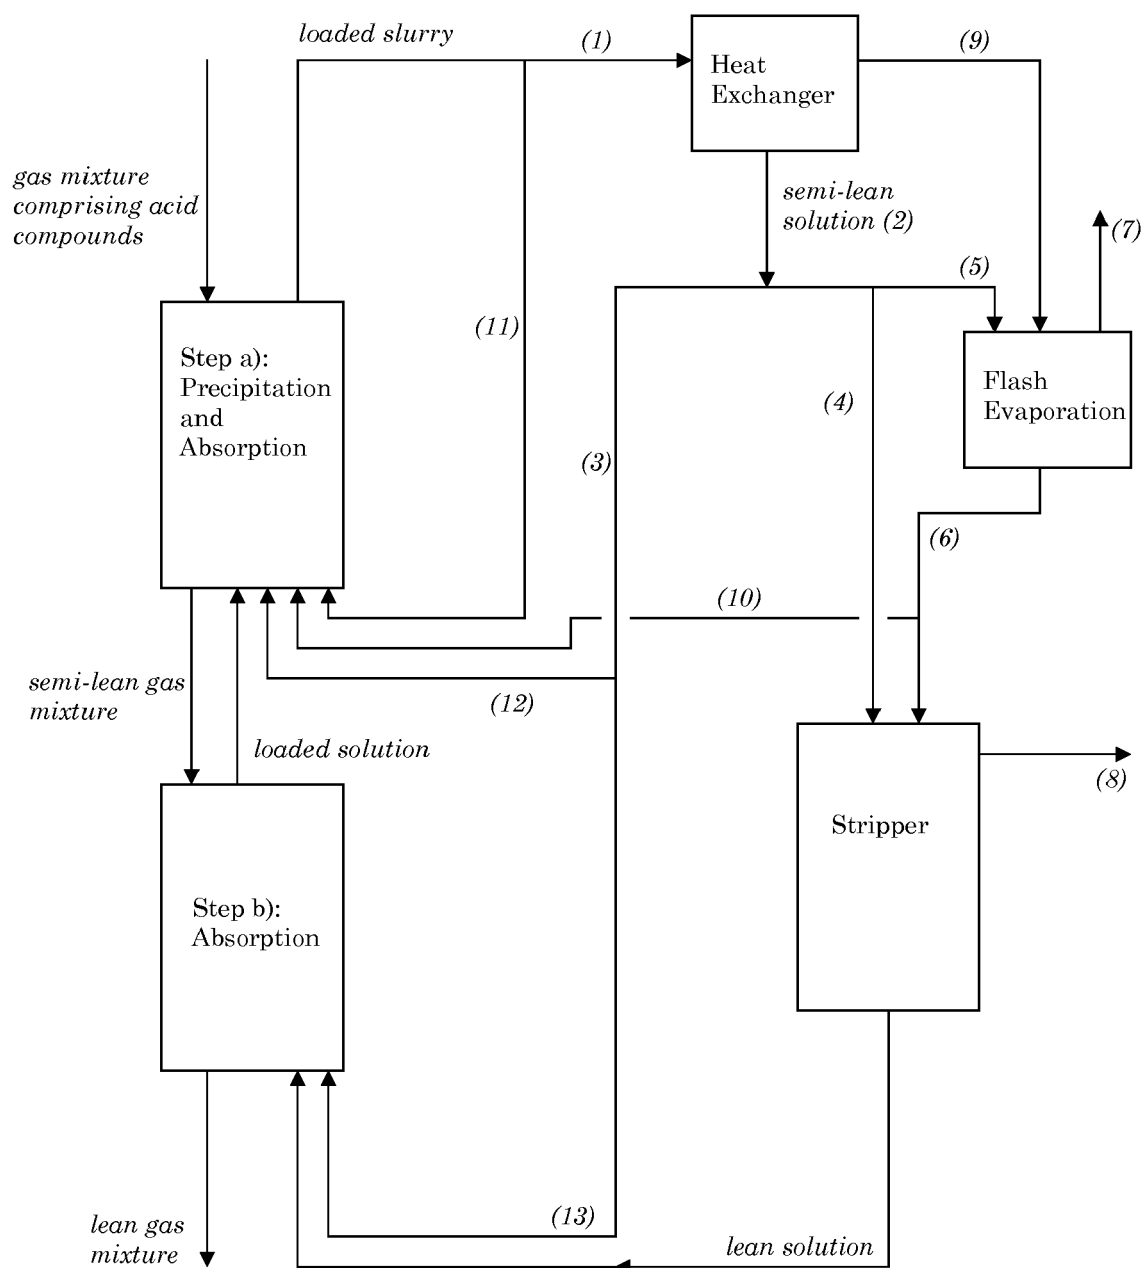 loaded slurry
(1)
(9)
Heat
Exchanger
gas mixture
comprising acid
compounds
semi-lean
solution (2)
(7)
(5)
(11)
Step a):
Precipitation
and
Absorption
Flash
Evaporation
(4)
(3)
(6)
(10)
semi-lean gas
mixture
(12)
loaded solution
(8)
Stripper
Step b):
Absorption
(13)
lean gas
mixture
lean solution